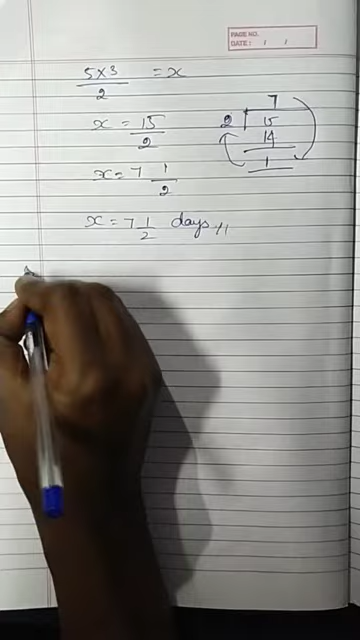 PAGE NO.
DATE: / /
5×3/2 = x
x = 15/2
x = 7 1/2
x = 7 1/2 days //
7
2 15
14
1